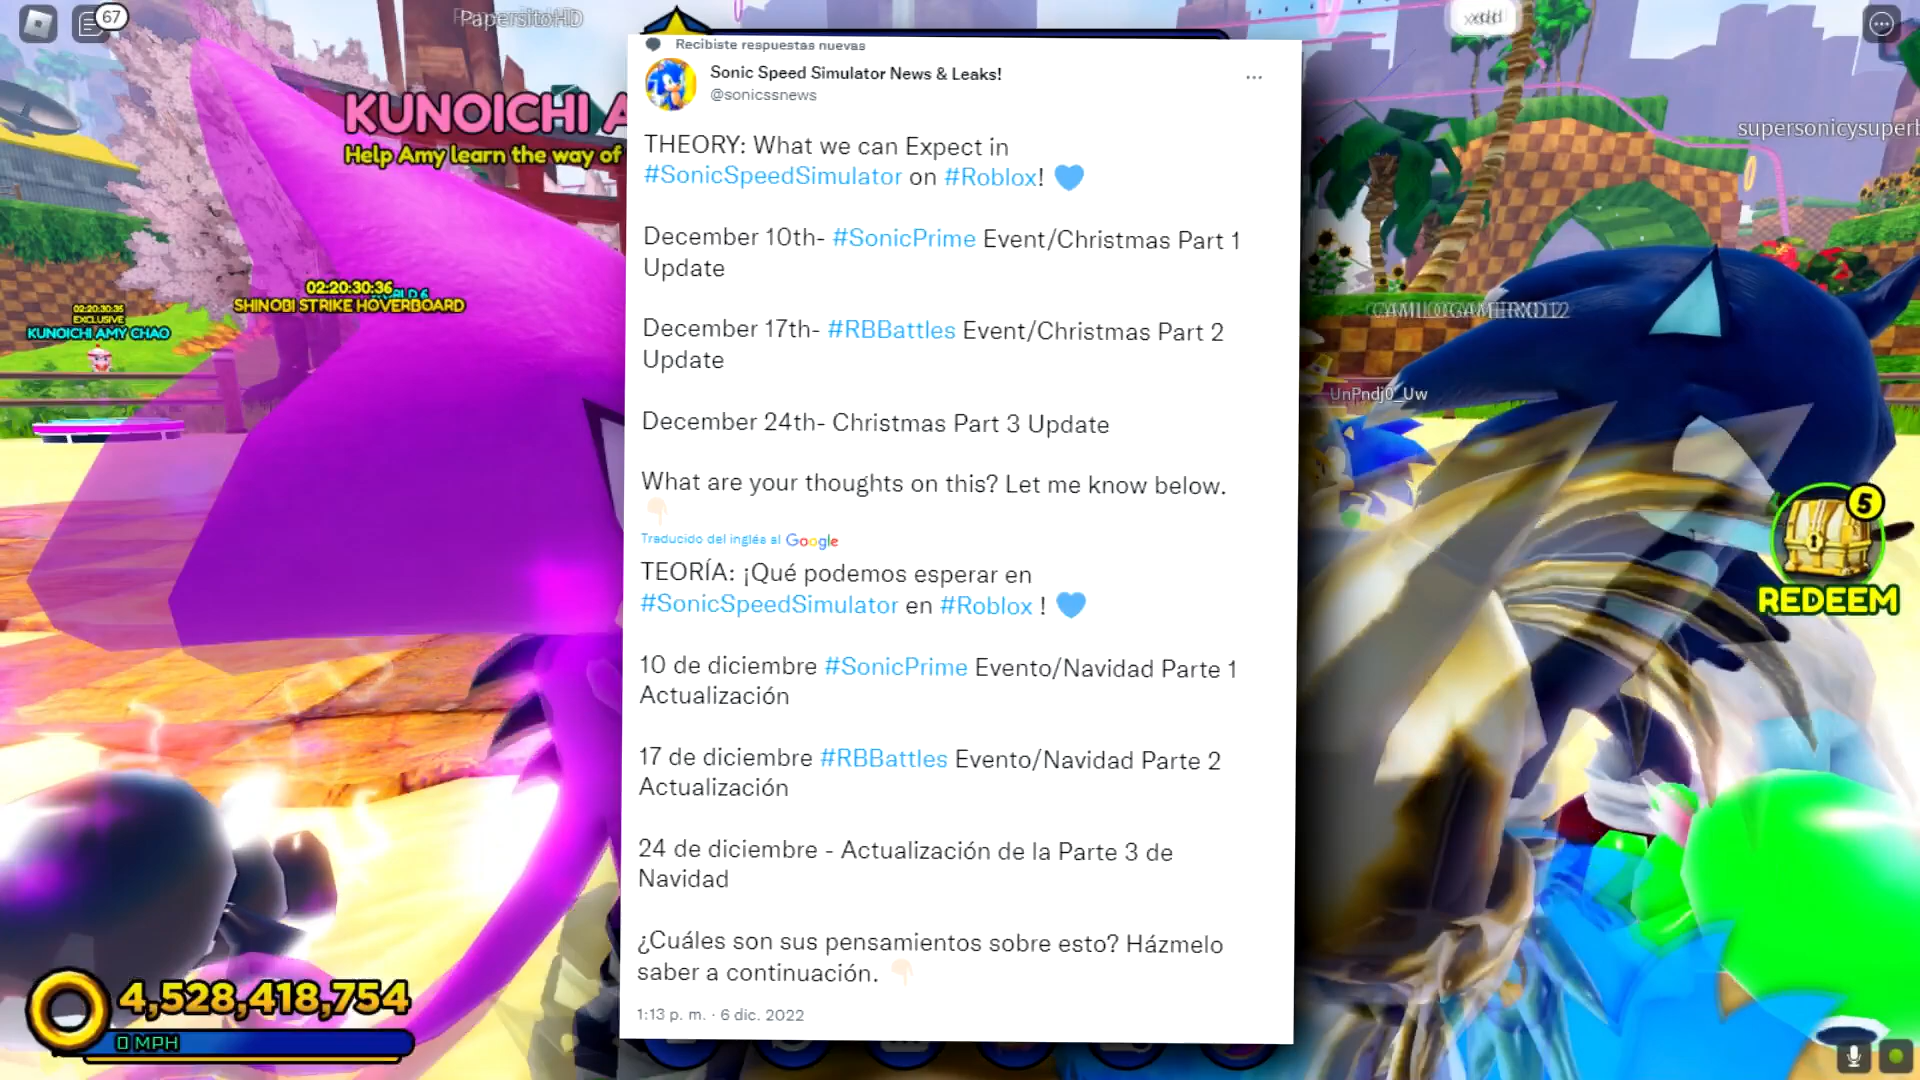 67
PapersitoHD
xdd
KUNOICHI A
Help Amy learn the way of
supersonicysuperb
02:20:30:36
SHINOBI STRIKE HOVERBOARD
02:20:30:35
EXCLUSIVE
KUNOICHI AMY CHAO
UnPndj0_Uw
5
REDEEM
4,528,418,754
0 MPH
Recibiste respuestas nuevas
Sonic Speed Simulator News & Leaks!
@sonicssnews
THEORY: What we can Expect in
#SonicSpeedSimulator on #Roblox! 💙
December 10th- #SonicPrime Event/Christmas Part 1
Update
December 17th- #RBBattles Event/Christmas Part 2
Update
December 24th- Christmas Part 3 Update
What are your thoughts on this? Let me know below.
👇🏻
Traducido del inglés al Google
TEORÍA: ¡Qué podemos esperar en
#SonicSpeedSimulator en #Roblox ! 💙
10 de diciembre #SonicPrime Evento/Navidad Parte 1
Actualización
17 de diciembre #RBBattles Evento/Navidad Parte 2
Actualización
24 de diciembre - Actualización de la Parte 3 de
Navidad
¿Cuáles son sus pensamientos sobre esto? Házmelo
saber a continuación. 👇🏻
1:13 p. m. · 6 dic. 2022